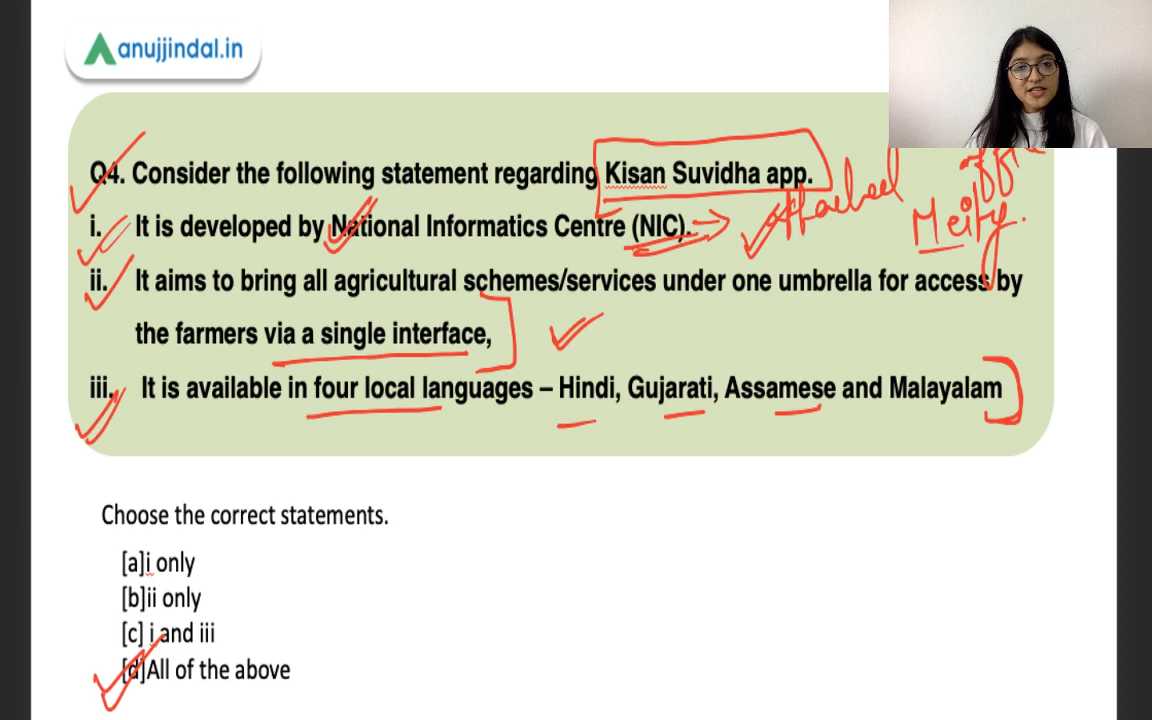 anujjindal.in
Q4. Consider the following statement regarding Kisan Suvidha app.
i. It is developed by National Informatics Centre (NIC). → Attached office
Meity.
ii. It aims to bring all agricultural schemes/services under one umbrella for access by
the farmers via a single interface,
iii. It is available in four local languages – Hindi, Gujarati, Assamese and Malayalam
Choose the correct statements.
[a]i only
[b]ii only
[c] i and iii
[d]All of the above